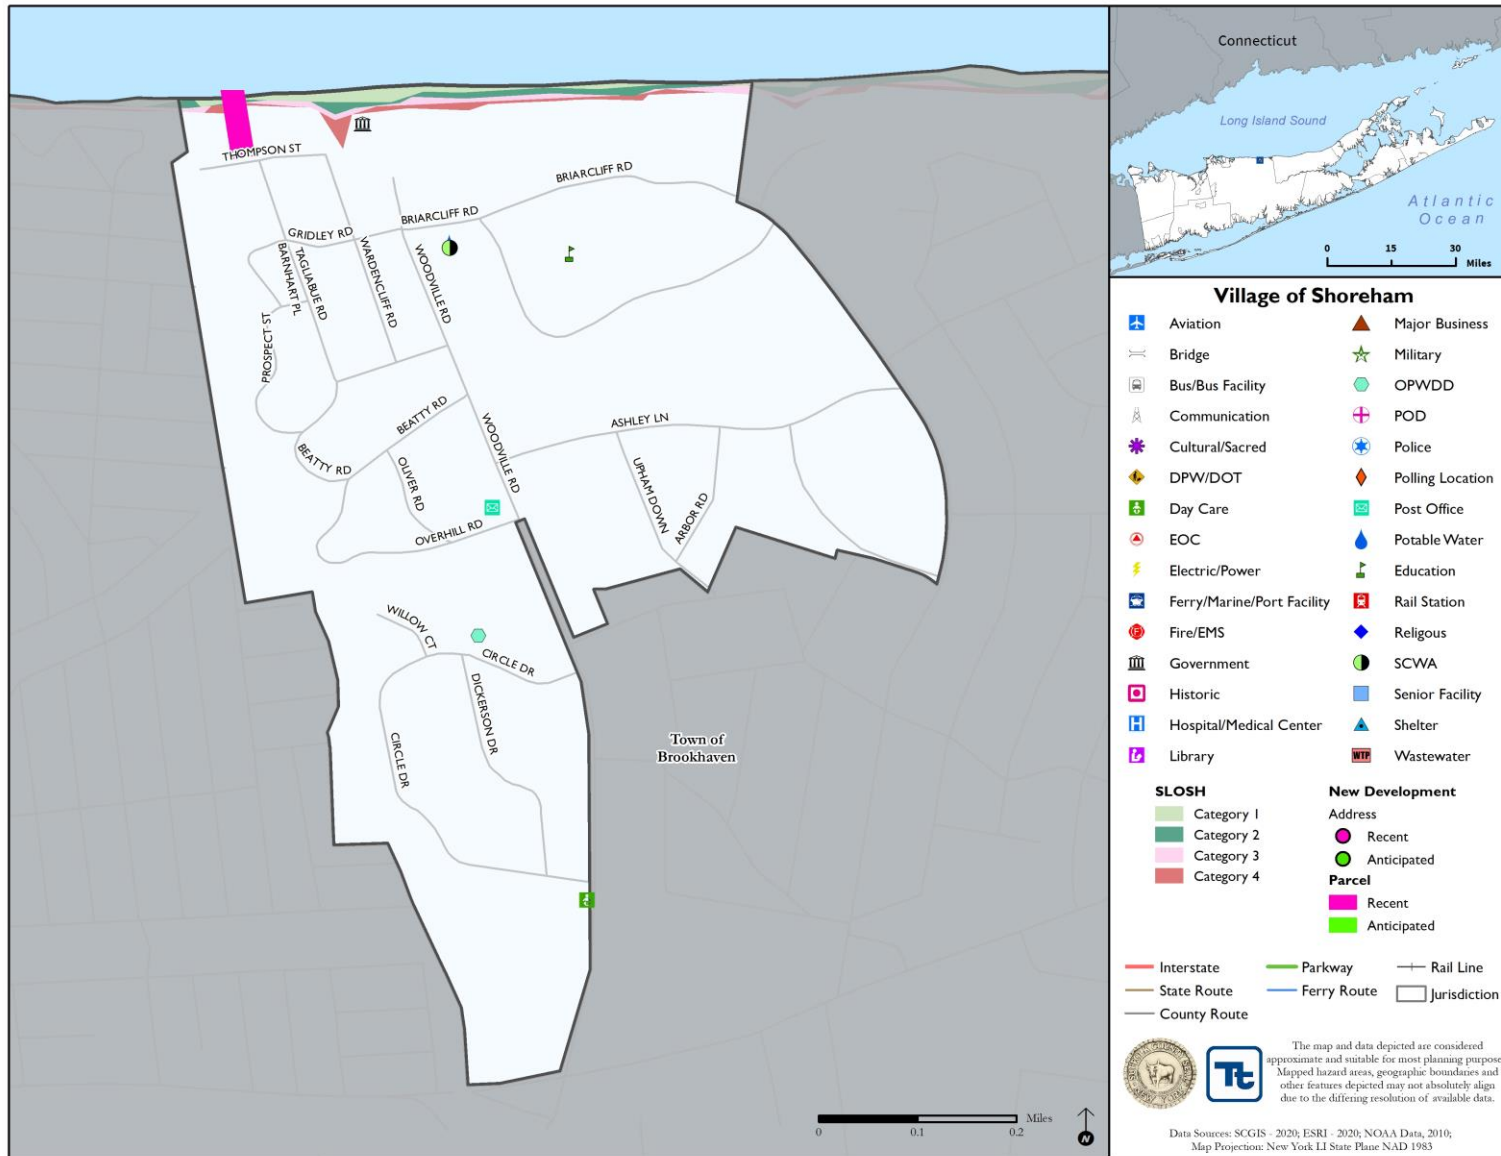 THOMPSON ST
BRIARCLIFF RD
BRIARCLIFF RD
GRIDLEY RD
BARNHART PL
TAGLIABUE RD
WARDENCLIFF RD
WOODVILLE RD
PROSPECT ST
BEATTY RD
BEATTY RD
OLIVER RD
WOODVILLE RD
ASHLEY LN
UPHAM DOWN
ARBOR RD
OVERHILL RD
WILLOW CT
CIRCLE DR
DICKERSON DR
CIRCLE DR
Town of
Brookhaven
Miles
0
0.1
0.2
N
Connecticut
Long Island Sound
Atlantic
Ocean
0
15
30
Miles
Village of Shoreham
Aviation
Major Business
Bridge
Military
Bus/Bus Facility
OPWDD
Communication
POD
Cultural/Sacred
Police
DPW/DOT
Polling Location
Day Care
Post Office
EOC
Potable Water
Electric/Power
Education
Ferry/Marine/Port Facility
Rail Station
Fire/EMS
Religous
Government
SCWA
Historic
Senior Facility
Hospital/Medical Center
Shelter
Library
WTP Wastewater
SLOSH
Category 1
Category 2
Category 3
Category 4
New Development
Address
Recent
Anticipated
Parcel
Recent
Anticipated
Interstate
Parkway
Rail Line
State Route
Ferry Route
Jurisdiction
County Route
Tt
The map and data depicted are considered
approximate and suitable for most planning purpose
Mapped hazard areas, geographic boundaries and
other features depicted may not absolutely align
due to the differing resolution of available data.
Data Sources: SCGIS - 2020; ESRI - 2020; NOAA Data, 2010;
Map Projection: New York LI State Plane NAD 1983